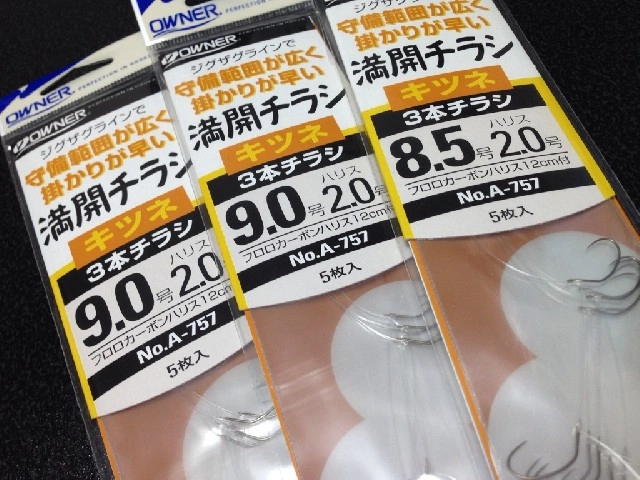 OWNER
PERFECTION IN
OWNER
ジグザグラインで
守備範囲が広く
掛かりが早い
満開チラシ
キツネ
3本チラシ
9.0号 ハリス 2.0
フロロカーボンハリス12cm
No.A-757
5枚入
OWNER
OWNER
ジグザグラインで
守備範囲が広く
掛かりが早い
満開チラシ
キツネ
3本チラシ
9.0号 ハリス 2.0号
フロロカーボンハリス12cm付
No.A-757
5枚入
守備範囲が広く
掛かりが早い
満開チラシ
キツネ
3本チラシ
8.5号 ハリス 2.0号
フロロカーボンハリス12cm付
No.A-757
5枚入